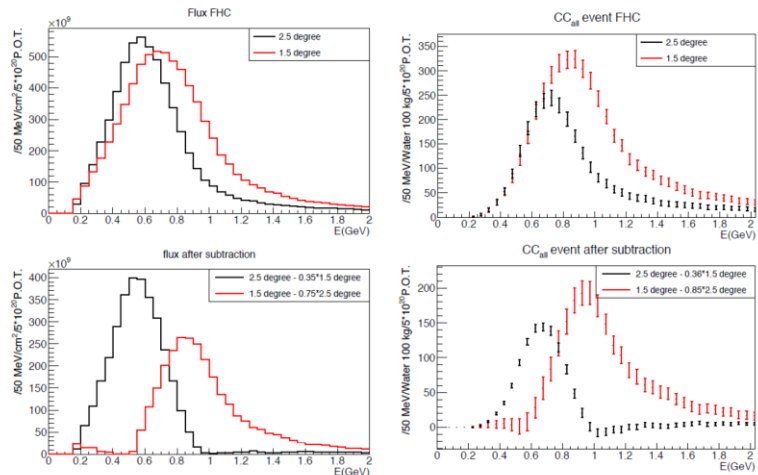 Flux FHC
×10⁹
/50 MeV/cm²/5*10²⁰P.O.T.
2.5 degree
1.5 degree
500
400
300
200
100
0
0 0.2 0.4 0.6 0.8 1 1.2 1.4 1.6 1.8 2
E(GeV)
CCall event FHC
/50 MeV/Water 100 kg/5*10²⁰P.O.T.
2.5 degree
1.5 degree
350
300
250
200
150
100
50
0
0 0.2 0.4 0.6 0.8 1 1.2 1.4 1.6 1.8 2
E(GeV)
flux after subtraction
×10⁹
/50 MeV/cm²/5*10²⁰P.O.T.
2.5 degree - 0.35*1.5 degree
1.5 degree - 0.75*2.5 degree
400
350
300
250
200
150
100
50
0
0 0.2 0.4 0.6 0.8 1 1.2 1.4 1.6 1.8 2
E(GeV)
CCall event after subtraction
/50 MeV/Water 100 kg/5*10²⁰P.O.T.
2.5 degree - 0.36*1.5 degree
1.5 degree - 0.85*2.5 degree
200
150
100
50
0
0 0.2 0.4 0.6 0.8 1 1.2 1.4 1.6 1.8 2
E(GeV)